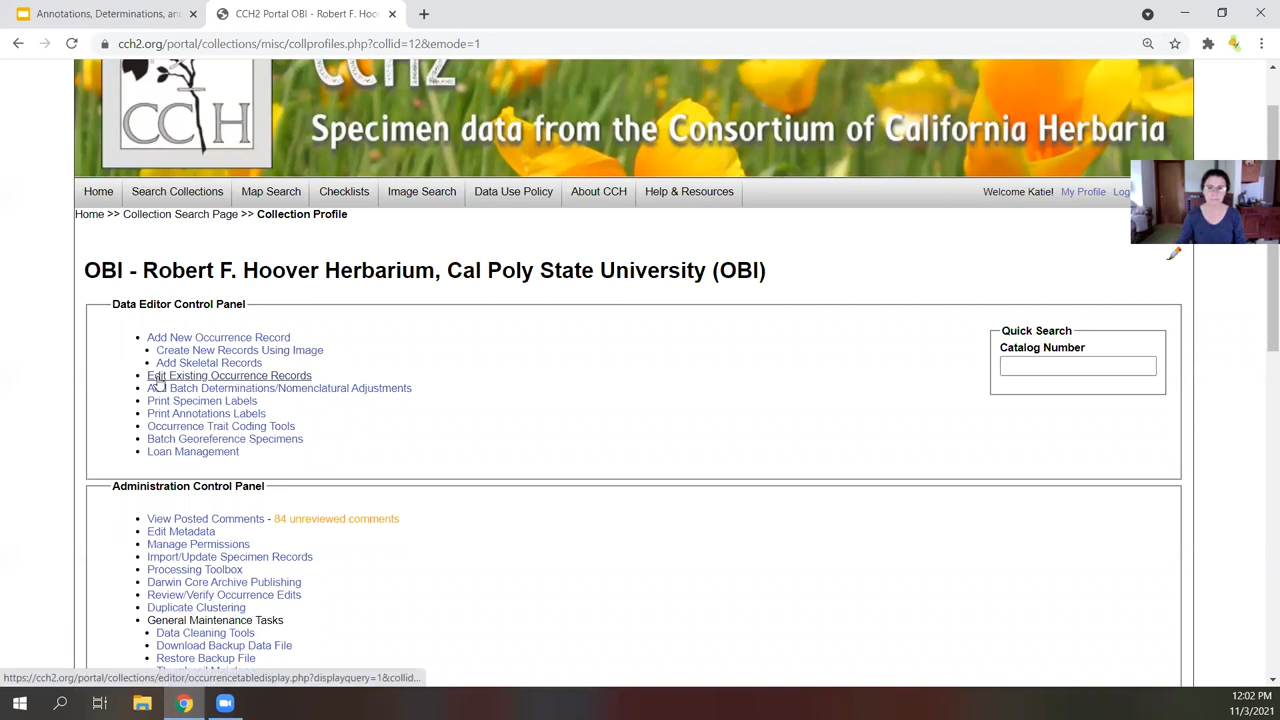 Annotations, Determinations, an
CCH2 Portal OBI - Robert F. Hoo
cch2.org/portal/collections/misc/collprofiles.php?collid=12&emode=1
CCH2
CCH
Specimen data from the Consortium of California Herbaria
Home
Search Collections
Map Search
Checklists
Image Search
Data Use Policy
About CCH
Help & Resources
Welcome Katie!
My Profile
Log
Home >> Collection Search Page >> Collection Profile
OBI - Robert F. Hoover Herbarium, Cal Poly State University (OBI)
Data Editor Control Panel
Add New Occurrence Record
Create New Records Using Image
Add Skeletal Records
Edit Existing Occurrence Records
Add Batch Determinations/Nomenclatural Adjustments
Print Specimen Labels
Print Annotations Labels
Occurrence Trait Coding Tools
Batch Georeference Specimens
Loan Management
Quick Search
Catalog Number
Administration Control Panel
View Posted Comments - 84 unreviewed comments
Edit Metadata
Manage Permissions
Import/Update Specimen Records
Processing Toolbox
Darwin Core Archive Publishing
Review/Verify Occurrence Edits
Duplicate Clustering
General Maintenance Tasks
Data Cleaning Tools
Download Backup Data File
Restore Backup File
https://cch2.org/portal/collections/editor/occurrencetabledisplay.php?displayquery=1&collid...
12:02 PM
11/3/2021